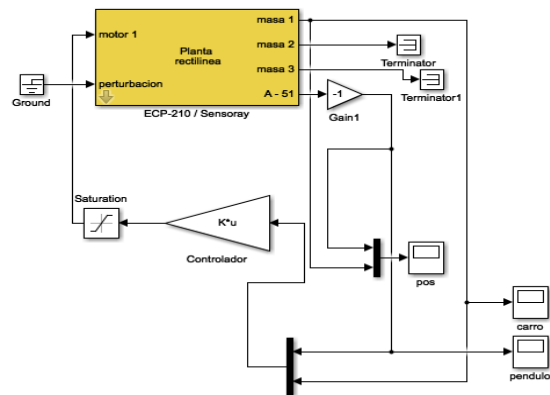 masa 1
motor 1
masa 2
Planta
rectilinea
masa 3
Terminator
perturbacion
Ground
A - 51
-1
Terminator1
ECP-210 / Sensoray
Gain1
Saturation
K*u
Controlador
pos
carro
pendulo